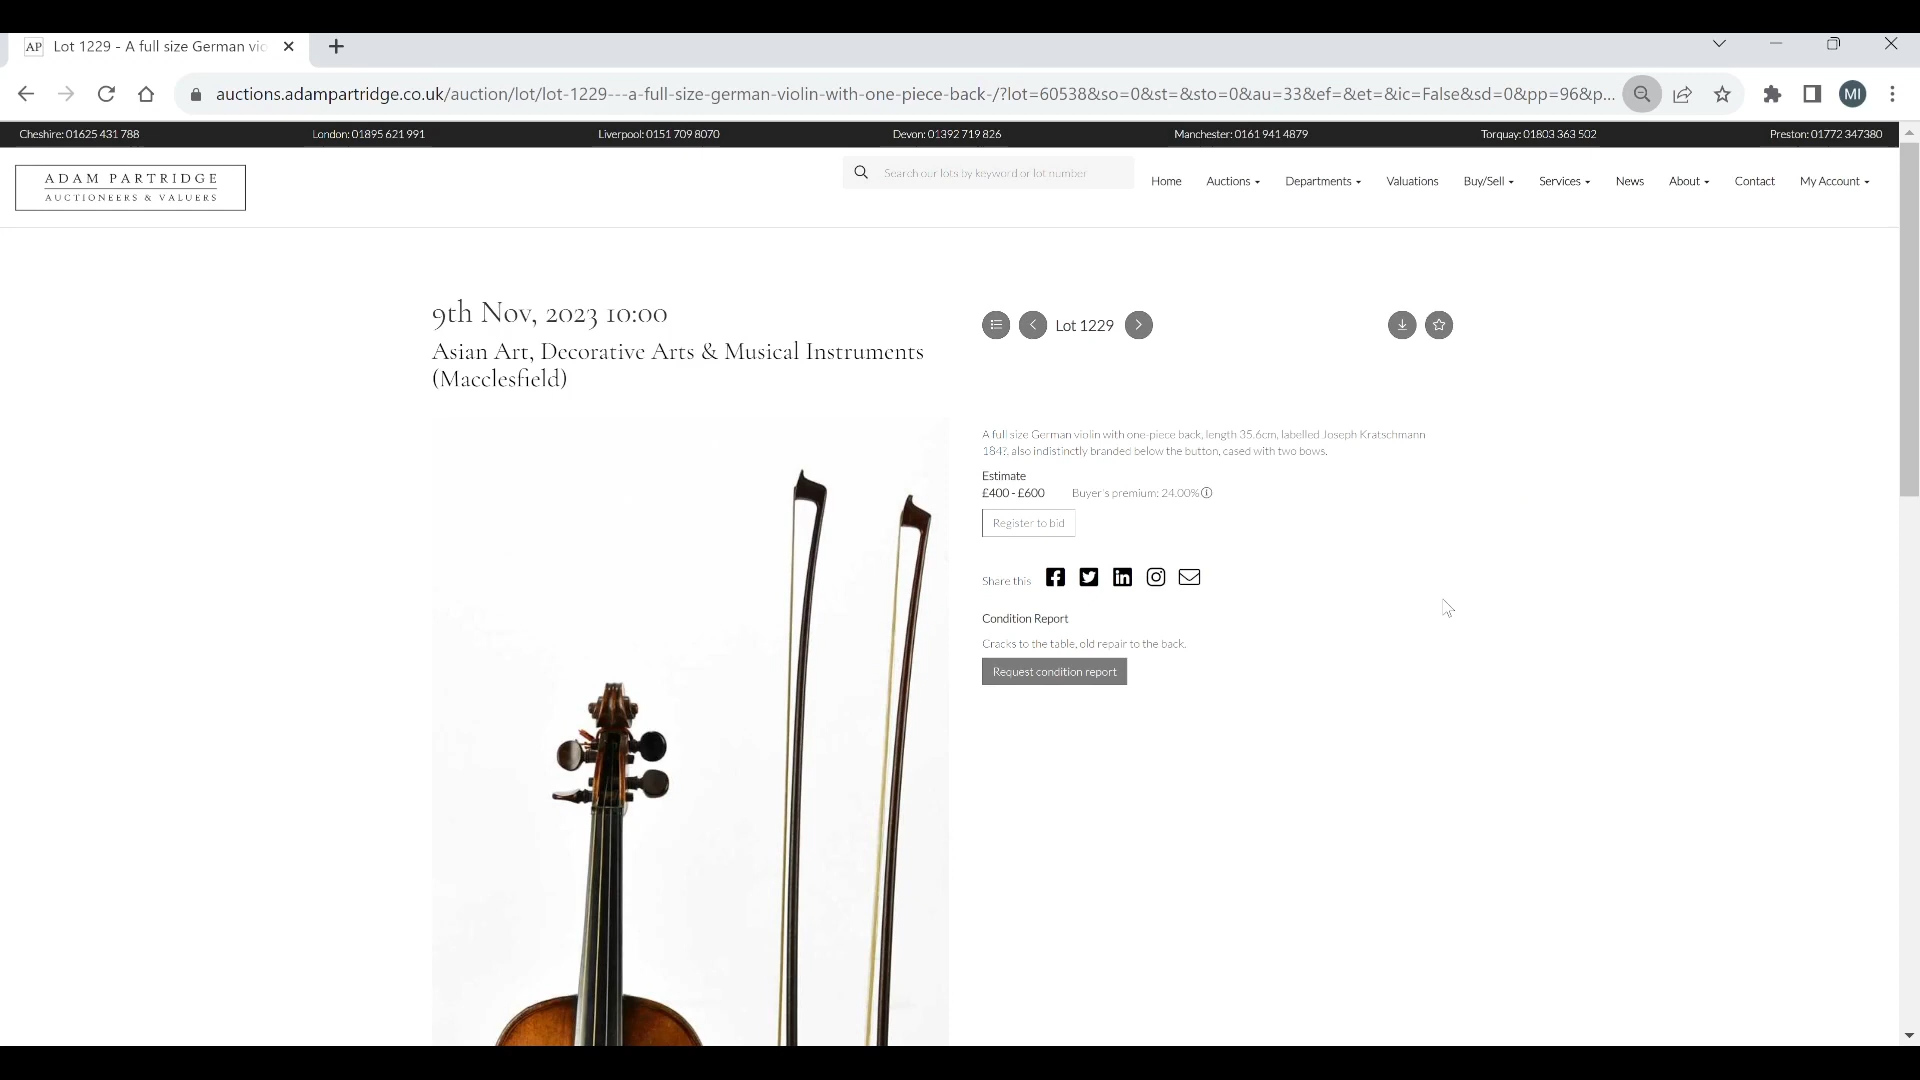 AP Lot 1229 - A full size German vio
auctions.adampartridge.co.uk/auction/lot/lot-1229---a-full-size-german-violin-with-one-piece-back-/?lot=60538&so=0&st=&sto=0&au=33&ef=&et=&ic=False&sd=0&pp=96&p... MI
Cheshire: 01625 431 788 London: 01895 621 991 Liverpool: 0151 709 8070 Devon: 01392 719 826 Manchester: 0161 941 4879 Torquay: 01803 363 502 Preston: 01772 347380
ADAM PARTRIDGE
AUCTIONEERS & VALUERS
Search our lots by keyword or lot number
Home Auctions Departments Valuations Buy/Sell Services News About Contact My Account
9th Nov, 2023 10:00
Asian Art, Decorative Arts & Musical Instruments
(Macclesfield)
Lot 1229
A full size German violin with one-piece back, length 35.6cm, labelled Joseph Kratschmann
184?, also indistinctly branded below the button, cased with two bows.
Estimate
£400 - £600 Buyer's premium: 24.00%
Register to bid
Share this
Condition Report
Cracks to the table, old repair to the back.
Request condition report